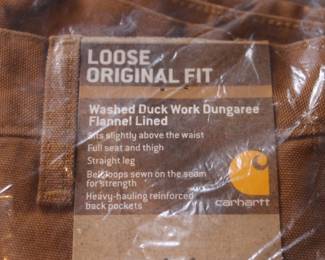 LOOSE
ORIGINAL FIT
Washed Duck Work Dungaree
Flannel Lined
Sits slightly above the waist
Full seat and thigh
Straight leg
Belt loops sewn on the seam
for strength
Heavy-hauling reinforced
back pockets
carhartt